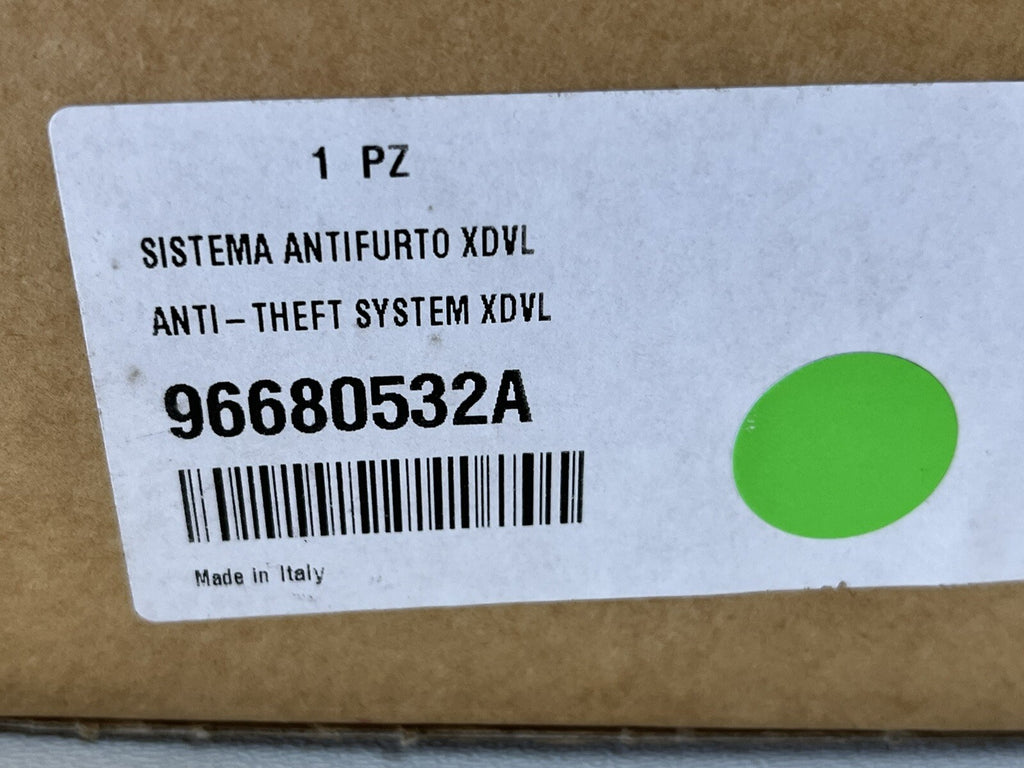 1 PZ
SISTEMA ANTIFURTO XDVL
ANTI-THEFT SYSTEM XDVL
96680532A
Made in Italy